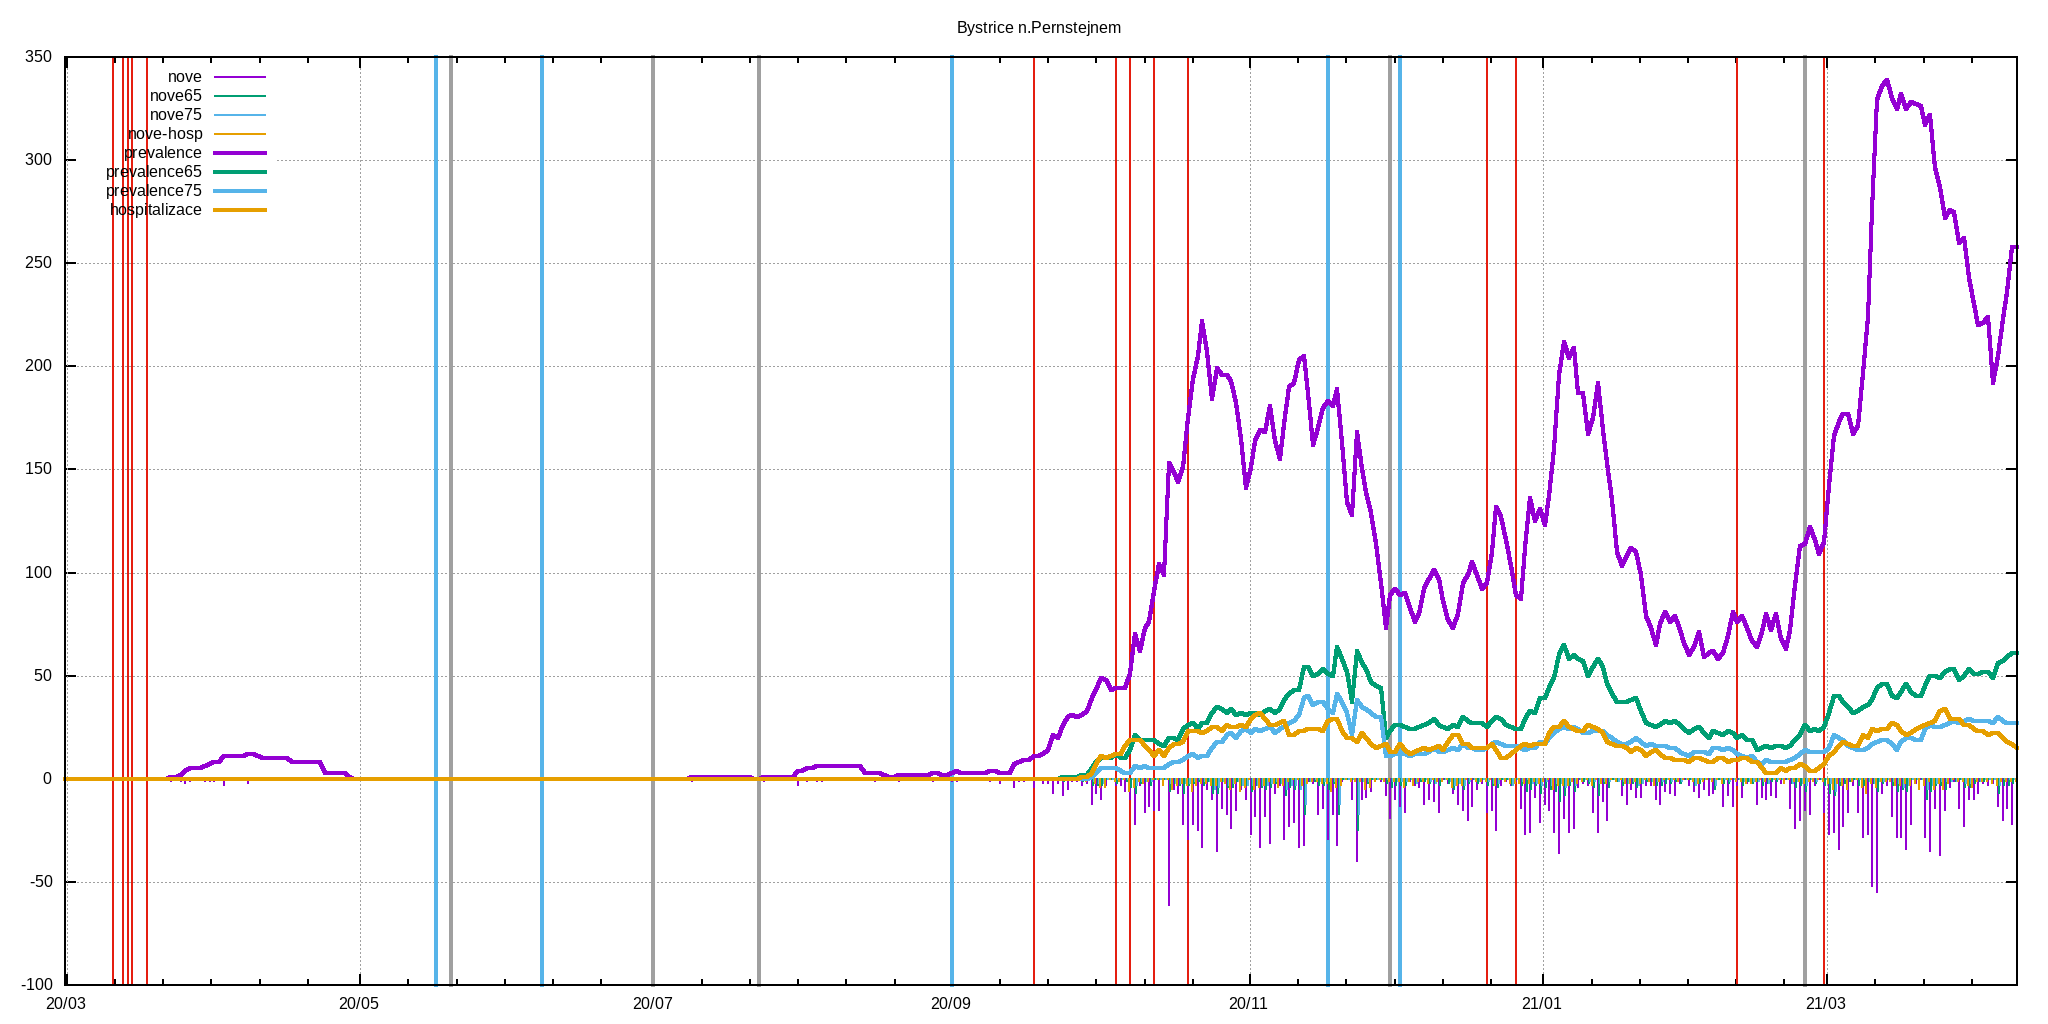 Bystrice n.Pernstejnem
350
300
250
200
150
100
50
0
-50
-100
nove
nove65
nove75
nove-hosp
prevalence
prevalence65
prevalence75
hospitalizace
20/03 20/05 20/07 20/09 20/11 21/01 21/03